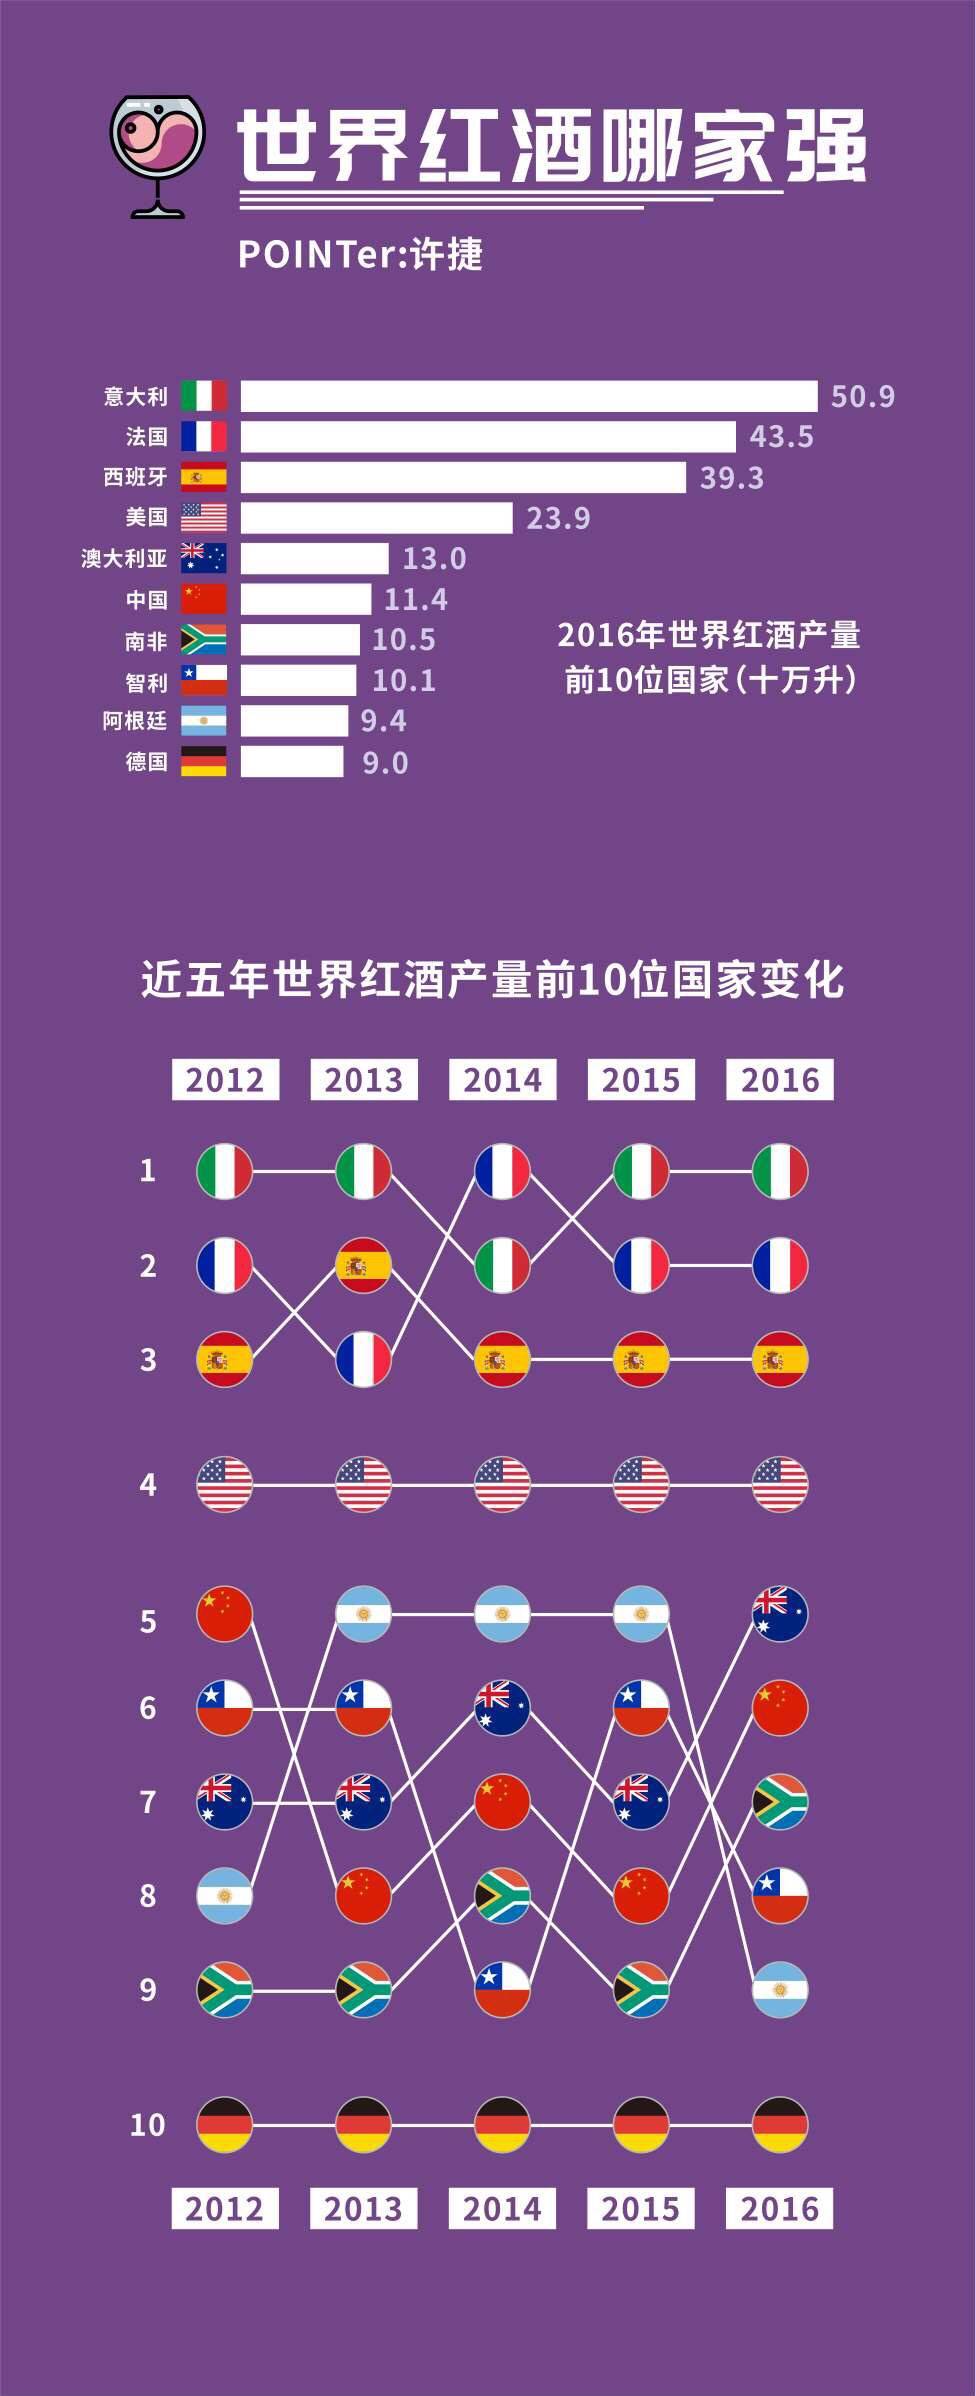 世界红酒哪家强
POINTer:许捷
意大利 50.9
法国 43.5
西班牙 39.3
美国 23.9
澳大利亚 13.0
中国 11.4
南非 10.5
智利 10.1
阿根廷 9.4
德国 9.0
2016年世界红酒产量
前10位国家（十万升）
近五年世界红酒产量前10位国家变化
2012 2013 2014 2015 2016
1
2
3
4
5
6
7
8
9
10
2012 2013 2014 2015 2016